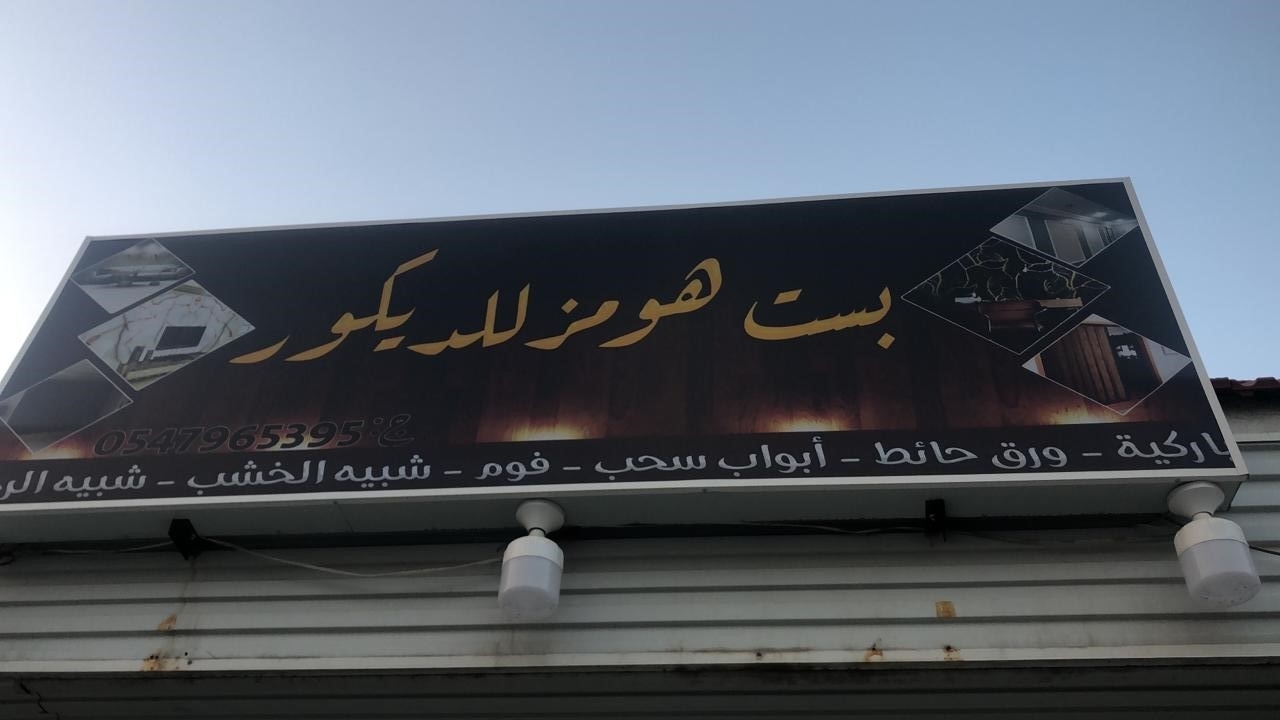 بست هومز للديكور
ج: 0547965395
باركية - ورق حائط - أبواب سحب - فوم - شبيه الخشب - شبيه